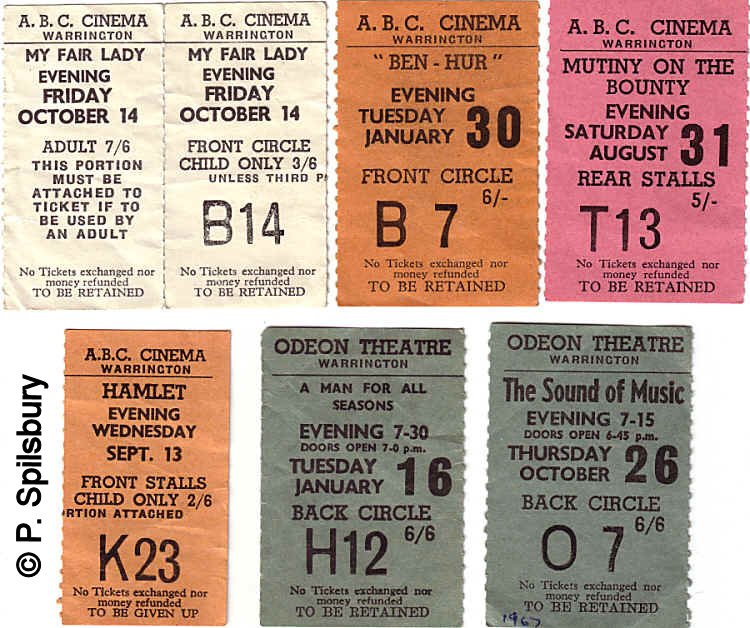 A. B. C. CINEMA
WARRINGTON
MY FAIR LADY
EVENING
FRIDAY
OCTOBER 14
ADULT 7/6
THIS PORTION
MUST BE
ATTACHED TO
TICKET IF TO
BE USED BY
AN ADULT
No Tickets exchanged nor
money refunded
TO BE RETAINED
A. B. C. CINEMA
WARRINGTON
MY FAIR LADY
EVENING
FRIDAY
OCTOBER 14
FRONT CIRCLE
CHILD ONLY 3/6
UNLESS THIRD P
B14
No Tickets exchanged nor
money refunded
TO BE RETAINED
A. B. C. CINEMA
WARRINGTON
"BEN - HUR"
EVENING
TUESDAY
JANUARY 30
FRONT CIRCLE
6/-
B 7
No Tickets exchanged nor
money refunded
TO BE RETAINED
A. B. C. CINEMA
WARRINGTON
MUTINY ON THE
BOUNTY
EVENING
SATURDAY
AUGUST 31
REAR STALLS
5/-
T13
No Tickets exchanged nor
money refunded
TO BE RETAINED
A.B.C. CINEMA
WARRINGTON
HAMLET
EVENING
WEDNESDAY
SEPT. 13
FRONT STALLS
CHILD ONLY 2/6
RTION ATTACHED
K23
No Tickets exchanged nor
money refunded
TO BE GIVEN UP
ODEON THEATRE
WARRINGTON
A MAN FOR ALL
SEASONS
EVENING 7-30
DOORS OPEN 7-0 p.m.
TUESDAY
JANUARY 16
BACK CIRCLE
6/6
H12
No Tickets exchanged nor
money refunded
TO BE RETAINED
ODEON THEATRE
WARRINGTON
The Sound of Music
EVENING 7-15
DOORS OPEN 6-45 p.m.
THURSDAY
OCTOBER 26
BACK CIRCLE
6/6
O 7
No Tickets exchanged nor
money refunded
TO BE RETAINED
1967
© P. Spilsbury